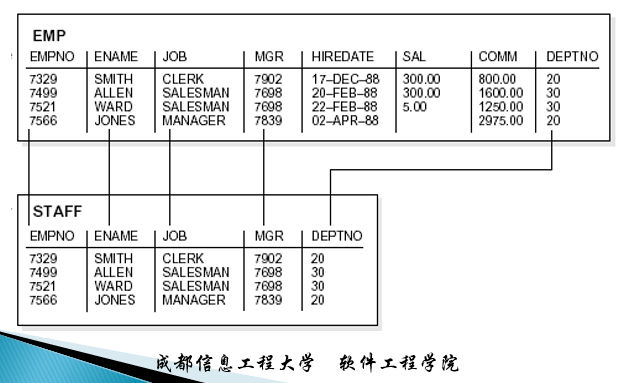 EMP
EMPNO ENAME JOB MGR HIREDATE SAL COMM DEPTNO
7329 SMITH CLERK 7902 17–DEC–88 300.00 800.00 20
7499 ALLEN SALESMAN 7698 20–FEB–88 300.00 1600.00 30
7521 WARD SALESMAN 7698 22–FEB–88 5.00 1250.00 30
7566 JONES MANAGER 7839 02–APR–88 2975.00 20
STAFF
EMPNO ENAME JOB MGR DEPTNO
7329 SMITH CLERK 7902 20
7499 ALLEN SALESMAN 7698 30
7521 WARD SALESMAN 7698 30
7566 JONES MANAGER 7839 20
成都信息工程大学 软件工程学院